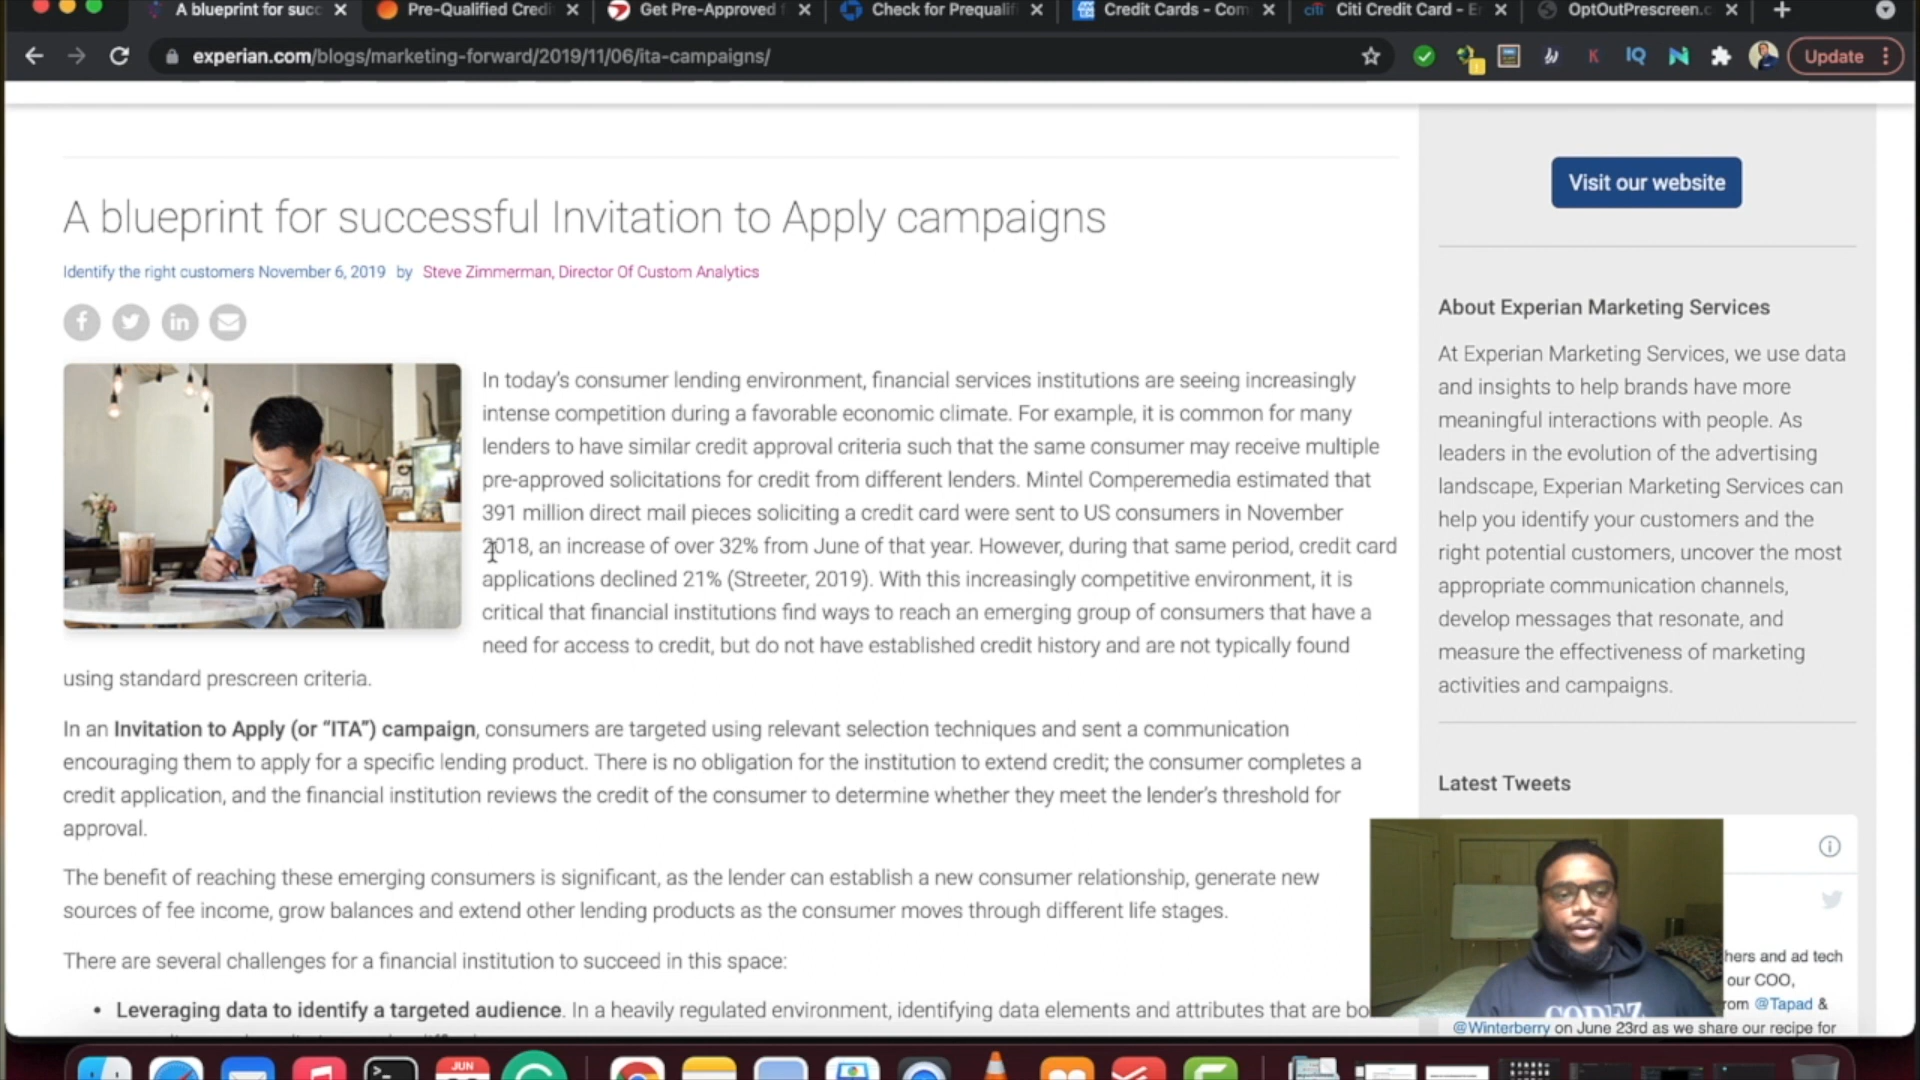 A blueprint for succ
Pre-Qualified Credi
Get Pre-Approved
Check for Prequalifi
Credit Cards - Com
Citi Credit Card - E
OptOutPrescreen.c
experian.com/blogs/marketing-forward/2019/11/06/ita-campaigns/
IQ
Update
Visit our website
A blueprint for successful Invitation to Apply campaigns
Identify the right customers November 6, 2019 by Steve Zimmerman, Director Of Custom Analytics
In today's consumer lending environment, financial services institutions are seeing increasingly
intense competition during a favorable economic climate. For example, it is common for many
lenders to have similar credit approval criteria such that the same consumer may receive multiple
pre-approved solicitations for credit from different lenders. Mintel Comperemedia estimated that
391 million direct mail pieces soliciting a credit card were sent to US consumers in November
2018, an increase of over 32% from June of that year. However, during that same period, credit card
applications declined 21% (Streeter, 2019). With this increasingly competitive environment, it is
critical that financial institutions find ways to reach an emerging group of consumers that have a
need for access to credit, but do not have established credit history and are not typically found
using standard prescreen criteria.
In an Invitation to Apply (or “ITA”) campaign, consumers are targeted using relevant selection techniques and sent a communication
encouraging them to apply for a specific lending product. There is no obligation for the institution to extend credit; the consumer completes a
credit application, and the financial institution reviews the credit of the consumer to determine whether they meet the lender's threshold for
approval.
The benefit of reaching these emerging consumers is significant, as the lender can establish a new consumer relationship, generate new
sources of fee income, grow balances and extend other lending products as the consumer moves through different life stages.
There are several challenges for a financial institution to succeed in this space:
• Leveraging data to identify a targeted audience. In a heavily regulated environment, identifying data elements and attributes that are bo
About Experian Marketing Services
At Experian Marketing Services, we use data
and insights to help brands have more
meaningful interactions with people. As
leaders in the evolution of the advertising
landscape, Experian Marketing Services can
help you identify your customers and the
right potential customers, uncover the most
appropriate communication channels,
develop messages that resonate, and
measure the effectiveness of marketing
activities and campaigns.
Latest Tweets
hers and ad tech
our COO,
rom @Tapad &
@Winterberry on June 23rd as we share our recipe for
JUN